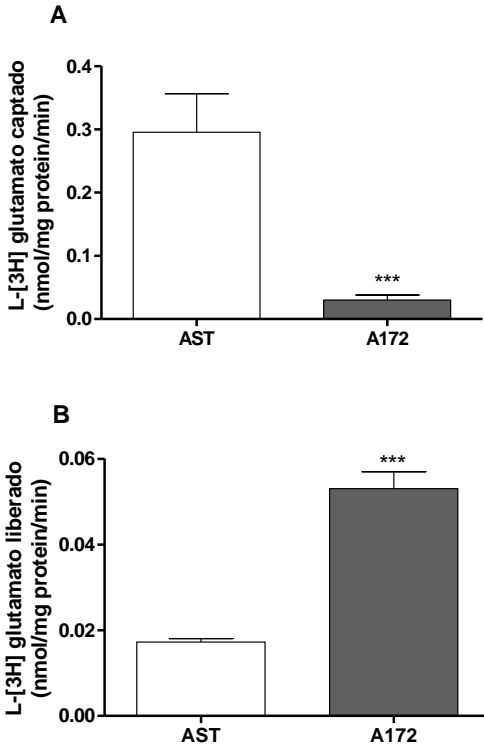 A
L-[3H] glutamato captado
(nmol/mg protein/min)
0.4
0.3
0.2
0.1
0.0
***
AST
A172
B
L-[3H] glutamato liberado
(nmol/mg protein/min)
0.06
0.04
0.02
0.00
***
AST
A172